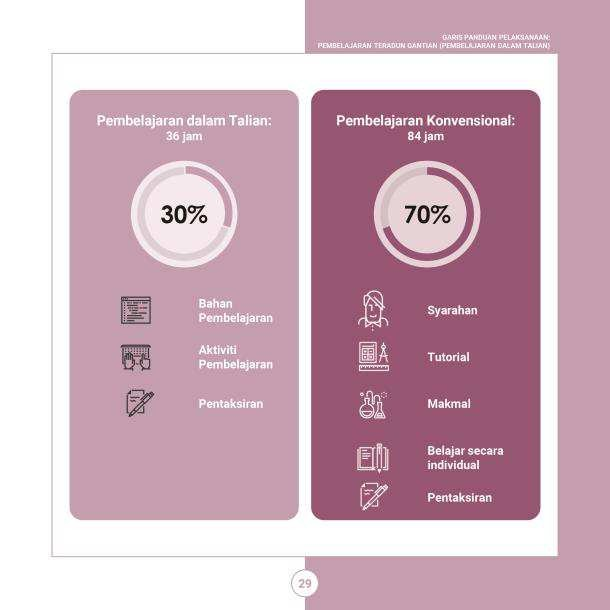 GARIS PANDUAN PELAKSANAAN:
PEMBELAJARAN TERADUN GANTIAN (PEMBELAJARAN DALAM TALIAN)
Pembelajaran dalam Talian:
36 jam
30%
Bahan
Pembelajaran
Aktiviti
Pembelajaran
Pentaksiran
Pembelajaran Konvensional:
84 jam
70%
Syarahan
Tutorial
Makmal
Belajar secara
individual
Pentaksiran
29